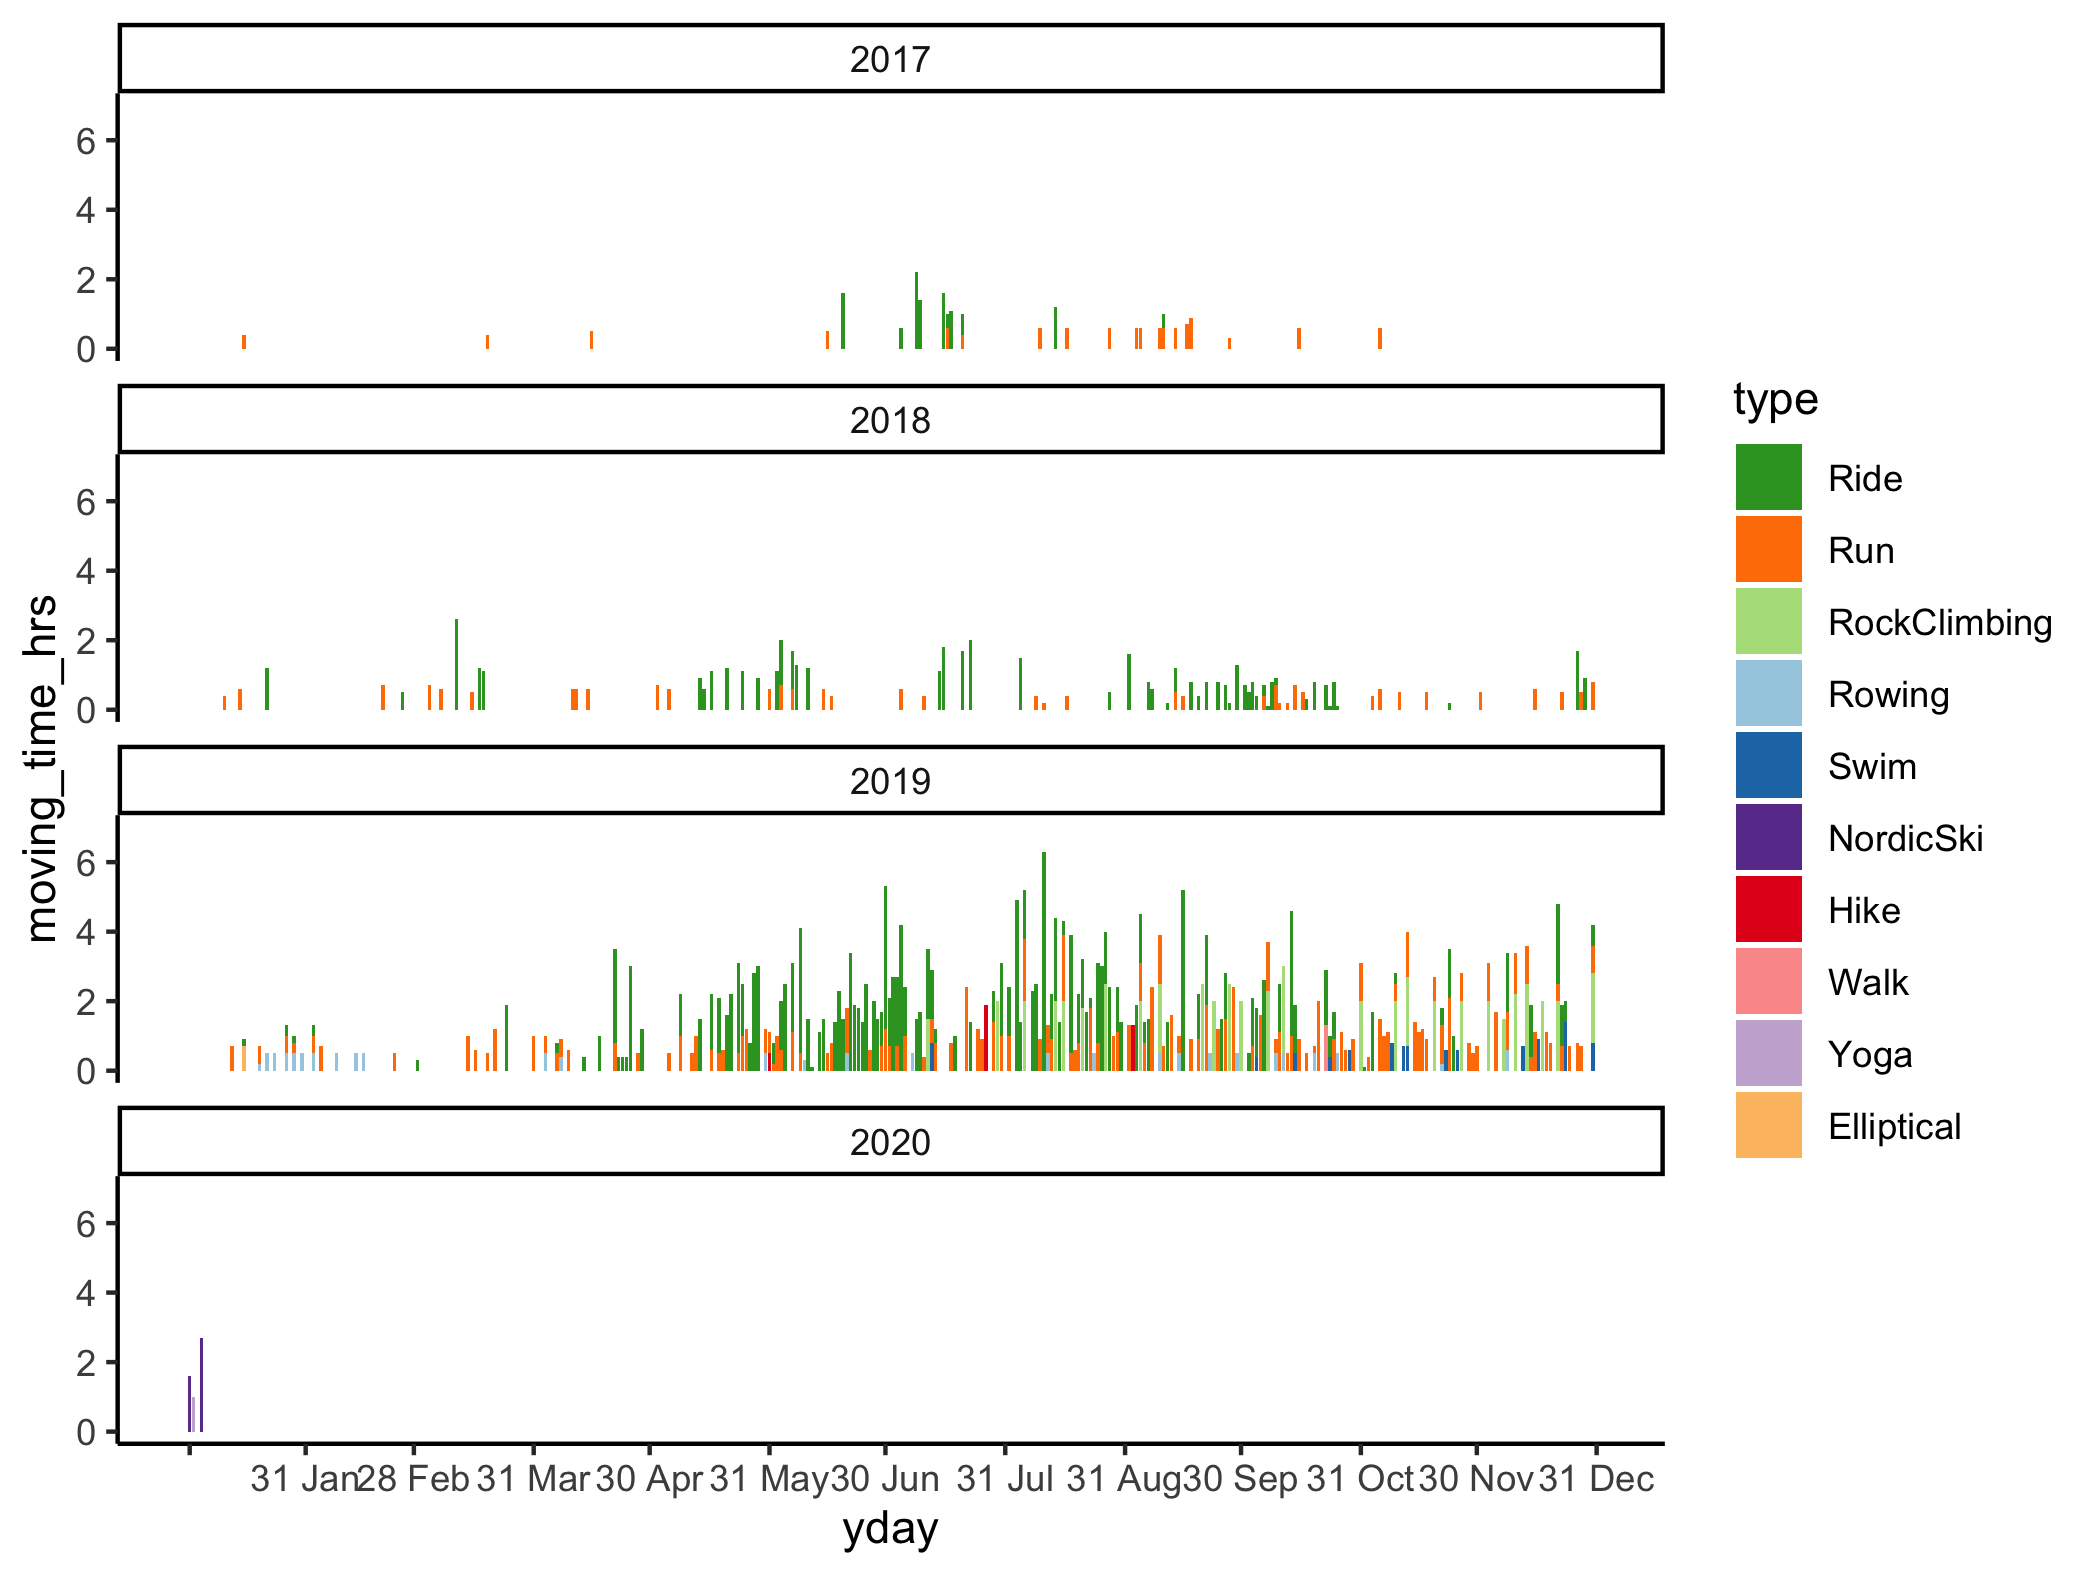 2017
6
4
2
0
2018
6
4
2
0
2019
6
4
2
0
2020
6
4
2
0
31 Jan 28 Feb 31 Mar 30 Apr 31 May 30 Jun 31 Jul 31 Aug 30 Sep 31 Oct 30 Nov 31 Dec
yday
moving_time_hrs
type
Ride
Run
RockClimbing
Rowing
Swim
NordicSki
Hike
Walk
Yoga
Elliptical